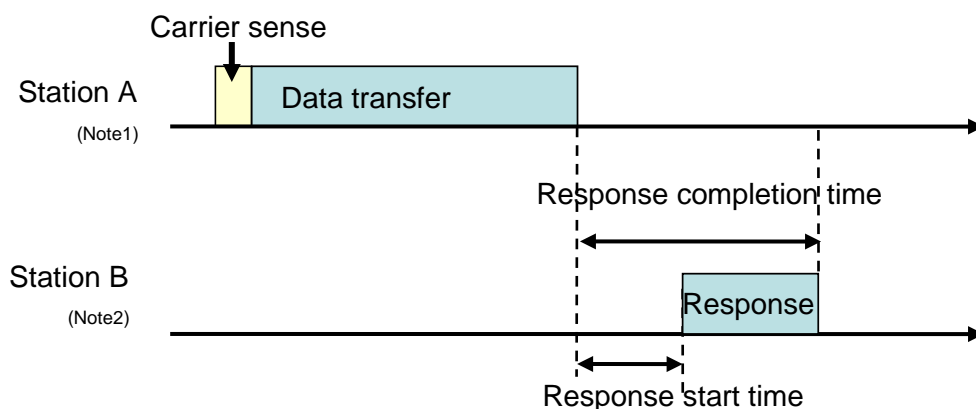 Carrier sense
Station A
Data transfer
(Note1)
Response completion time
Station B
(Note2)
Response
Response start time